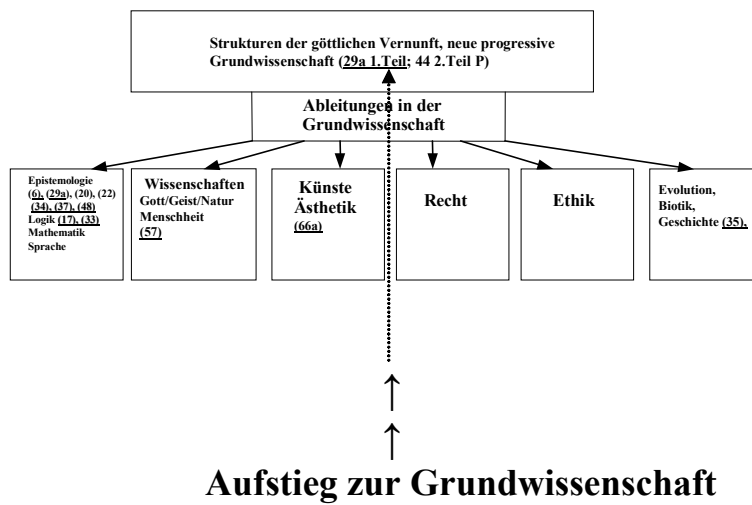 Strukturen der göttlichen Vernunft, neue progressive
Grundwissenschaft (29a 1.Teil; 44 2.Teil P)
Ableitungen in der
Grundwissenschaft
Epistemologie
(6), (29a), (20), (22)
(34), (37), (48)
Logik (17), (33)
Mathematik
Sprache
Wissenschaften
Gott/Geist/Natur
Menschheit
(57)
Künste
Ästhetik
(66a)
Recht
Ethik
Evolution,
Biotik,
Geschichte (35),
Aufstieg zur Grundwissenschaft